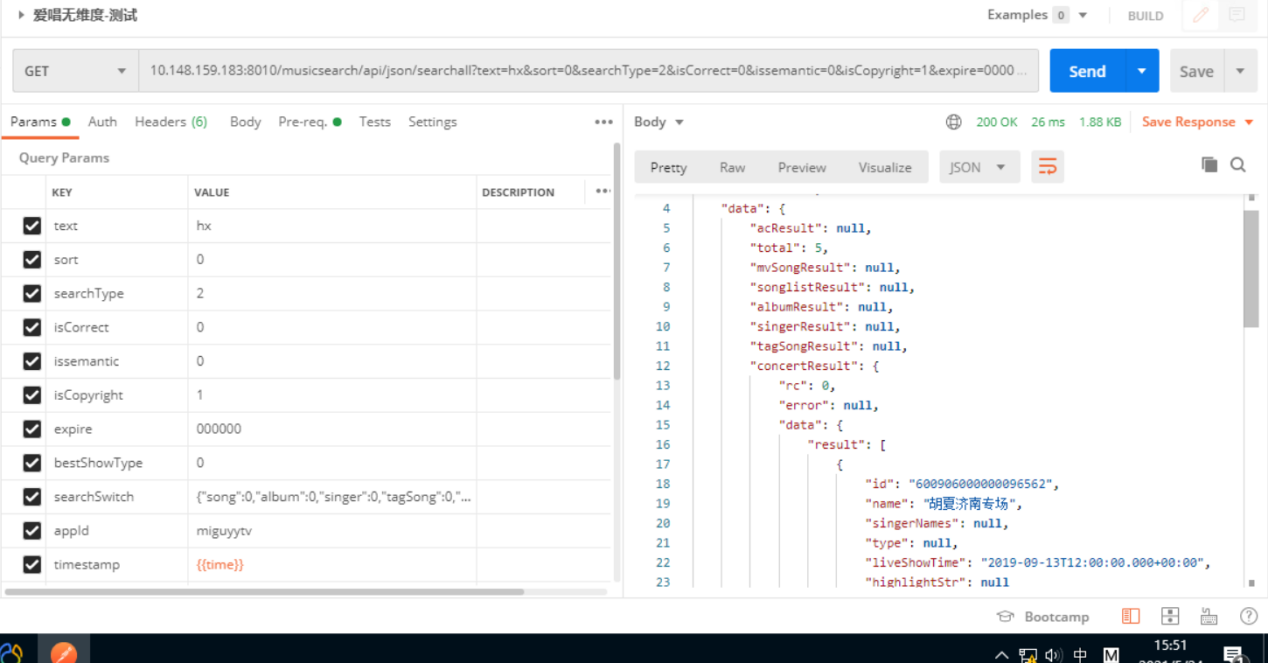 爱唱无维度-测试
Examples 0 BUILD
GET 10.148.159.183:8010/musicsearch/api/json/searchall?text=hx&sort=0&searchType=2&isCorrect=0&issemantic=0&isCopyright=1&expire=0000 ... Send Save
Params Auth Headers (6) Body Pre-req. Tests Settings
Body 200 OK 26 ms 1.88 KB Save Response
Query Params
Pretty Raw Preview Visualize JSON
KEY VALUE DESCRIPTION
text hx
sort 0
searchType 2
isCorrect 0
issemantic 0
isCopyright 1
expire 000000
bestShowType 0
searchSwitch {"song":0,"album":0,"singer":0,"tagSong":0,"...
appId miguyytv
timestamp {{time}}
4 "data": {
5 "acResult": null,
6 "total": 5,
7 "mvSongResult": null,
8 "songlistResult": null,
9 "albumResult": null,
10 "singerResult": null,
11 "tagSongResult": null,
12 "concertResult": {
13 "rc": 0,
14 "error": null,
15 "data": {
16 "result": [
17 {
18 "id": "600906000000096562",
19 "name": "胡夏济南专场",
20 "singerNames": null,
21 "type": null,
22 "liveShowTime": "2019-09-13T12:00:00.000+00:00",
23 "highlightStr": null
Bootcamp
中 M 15:51